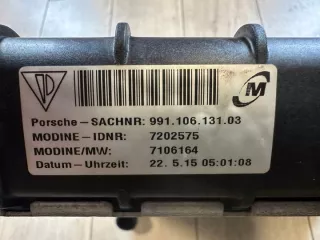 Porsche-SACHNR: 991.106.131.03
MODINE-IDNR: 7202575
MODINE/MW: 7106164
Datum-Uhrzeit: 22. 5.15 05:01:08